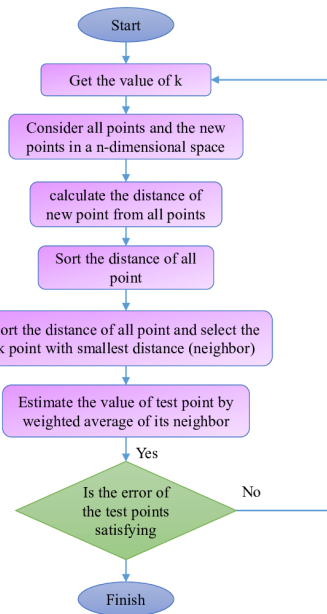 Start
Get the value of k
Consider all points and the new
points in a n-dimensional space
calculate the distance of
new point from all points
Sort the distance of all
point
ort the distance of all point and select the
k point with smallest distance (neighbor)
Estimate the value of test point by
weighted average of its neighbor
Yes
Is the error of
the test points
satisfying
No
Finish